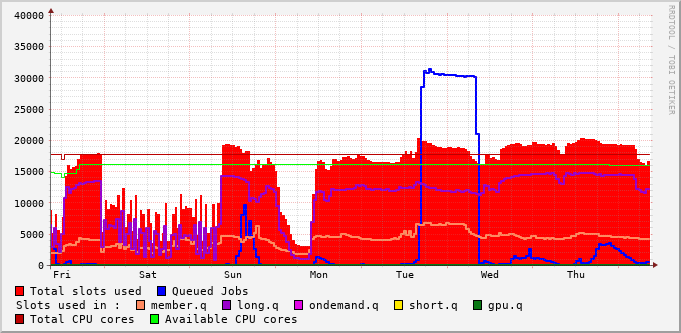 40000
35000
30000
25000
20000
15000
10000
5000
0
Fri Sat Sun Mon Tue Wed Thu
RRDTOOL / TOBI OETIKER
Total slots used Queued Jobs
Slots used in : member.q long.q ondemand.q short.q gpu.q
Total CPU cores Available CPU cores